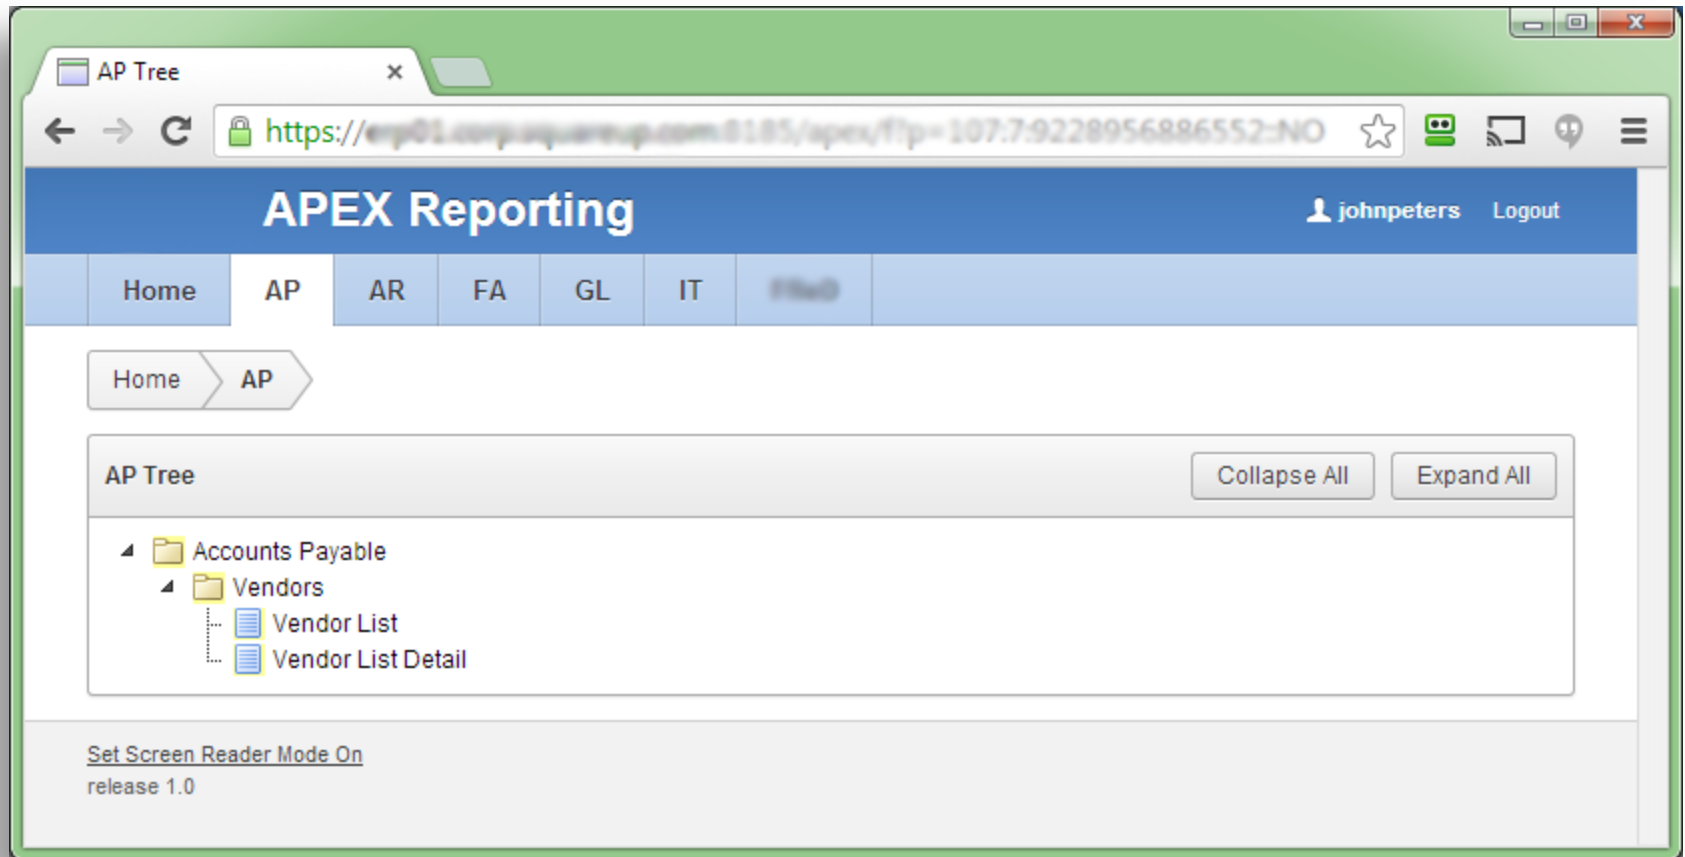 AP Tree
https://
APEX Reporting
johnpeters Logout
Home AP AR FA GL IT
Home AP
AP Tree Collapse All Expand All
Accounts Payable
Vendors
Vendor List
Vendor List Detail
Set Screen Reader Mode On
release 1.0